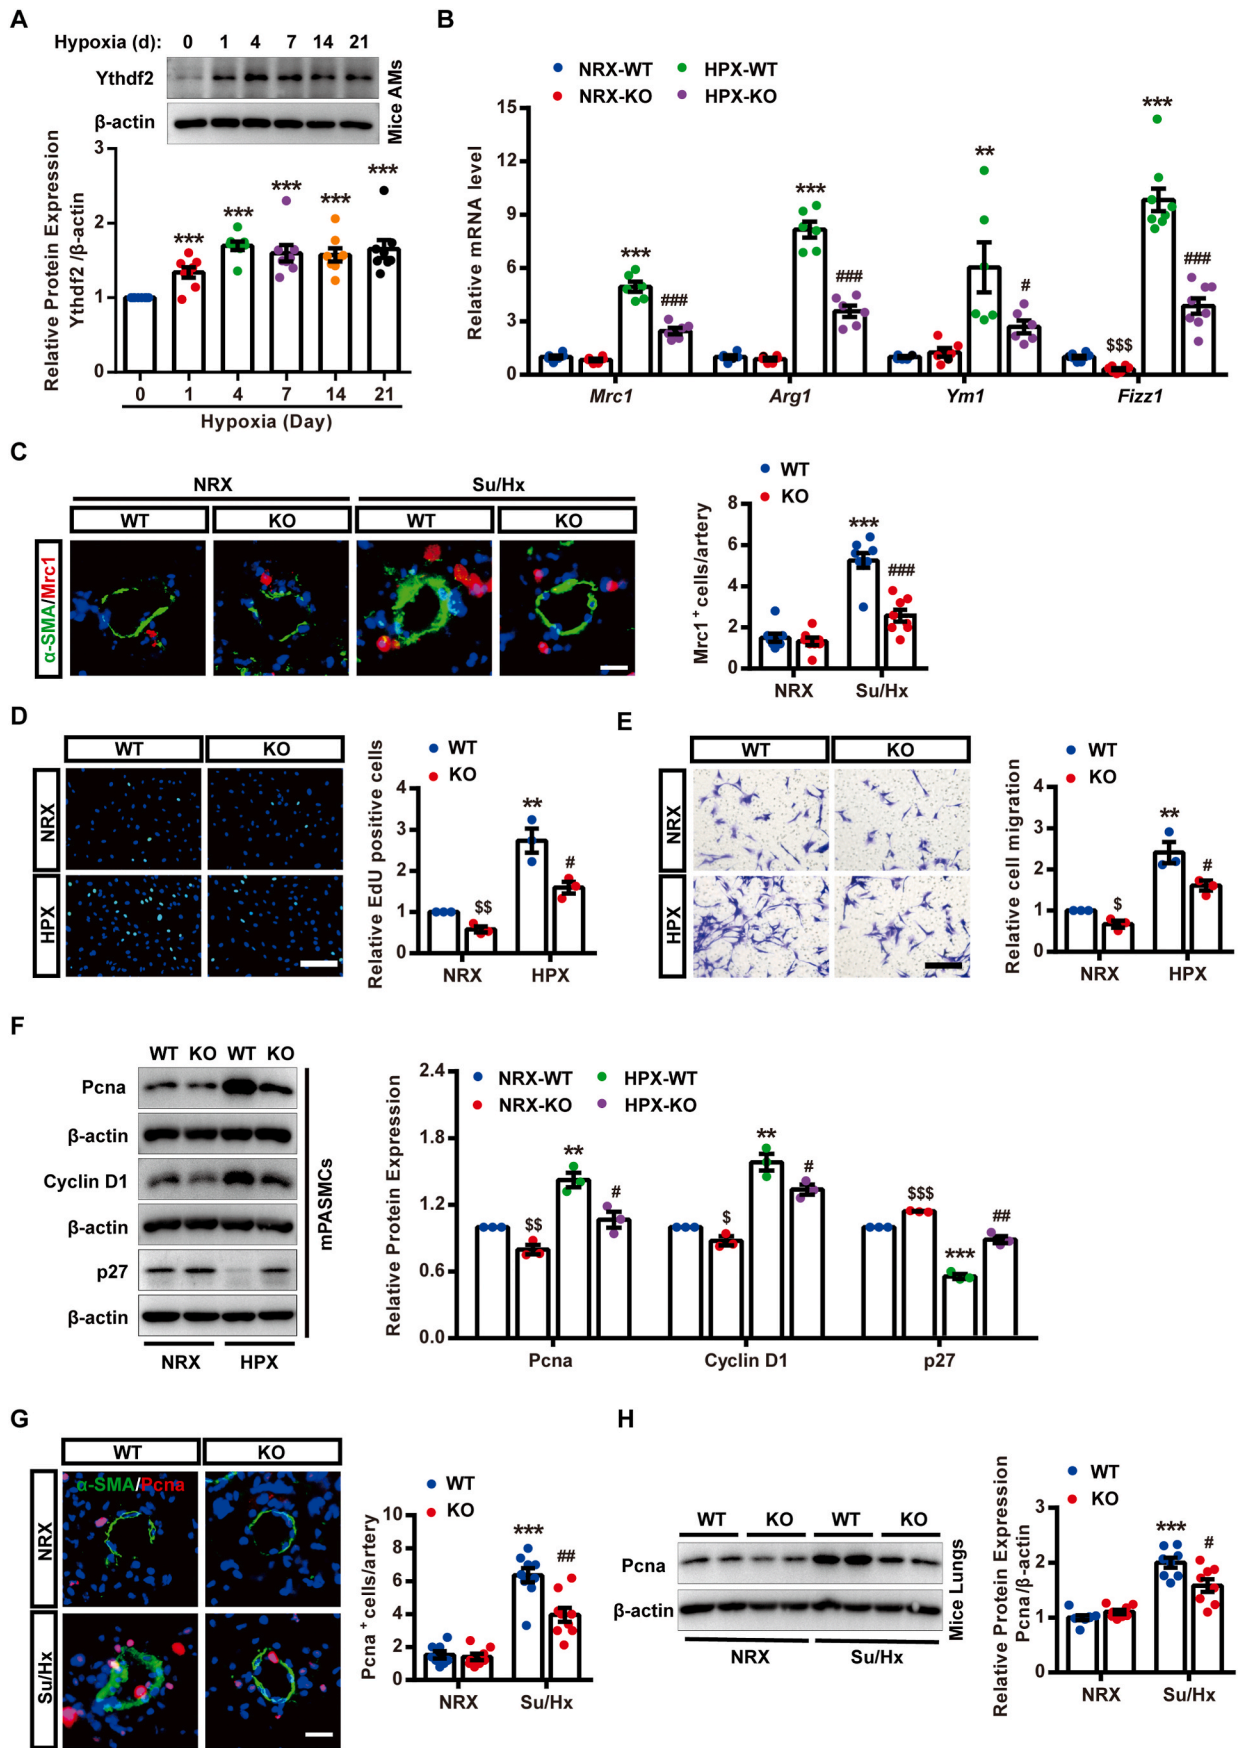 A
Hypoxia (d): 0 1 4 7 14 21
Ythdf2
β-actin
Mice AMs
Relative Protein Expression
Ythdf2 /β-actin
3
2
1
0
*** *** *** *** ***
0 1 4 7 14 21
Hypoxia (Day)
B
NRX-WT HPX-WT
NRX-KO HPX-KO
Relative mRNA level
15
12
9
6
3
0
*** ### *** ### ** # $$$ *** ###
Mrc1 Arg1 Ym1 Fizz1
C
NRX Su/Hx
WT KO WT KO
α-SMA/Mrc1
WT
KO
Mrc1 + cells/artery
8
6
4
2
0
*** ###
NRX Su/Hx
D
WT KO
NRX
HPX
WT
KO
Relative EdU positive cells
4
3
2
1
0
$$ ** #
NRX HPX
E
WT KO
NRX
HPX
WT
KO
Relative cell migration
4
3
2
1
0
$ ** #
NRX HPX
F
WT KO WT KO
Pcna
β-actin
Cyclin D1
β-actin
p27
β-actin
mPASMCs
NRX HPX
NRX-WT HPX-WT
NRX-KO HPX-KO
Relative Protein Expression
2.4
1.8
1.2
0.6
0.0
$$ ** # $ ** # $$$ *** ##
Pcna Cyclin D1 p27
G
WT KO
NRX
Su/Hx
α-SMA/Pcna
WT
KO
Pcna + cells/artery
10
8
6
4
2
0
*** ##
NRX Su/Hx
H
WT KO WT KO
Pcna
β-actin
Mice Lungs
NRX Su/Hx
WT
KO
Relative Protein Expression
Pcna/β-actin
3
2
1
0
*** #
NRX Su/Hx